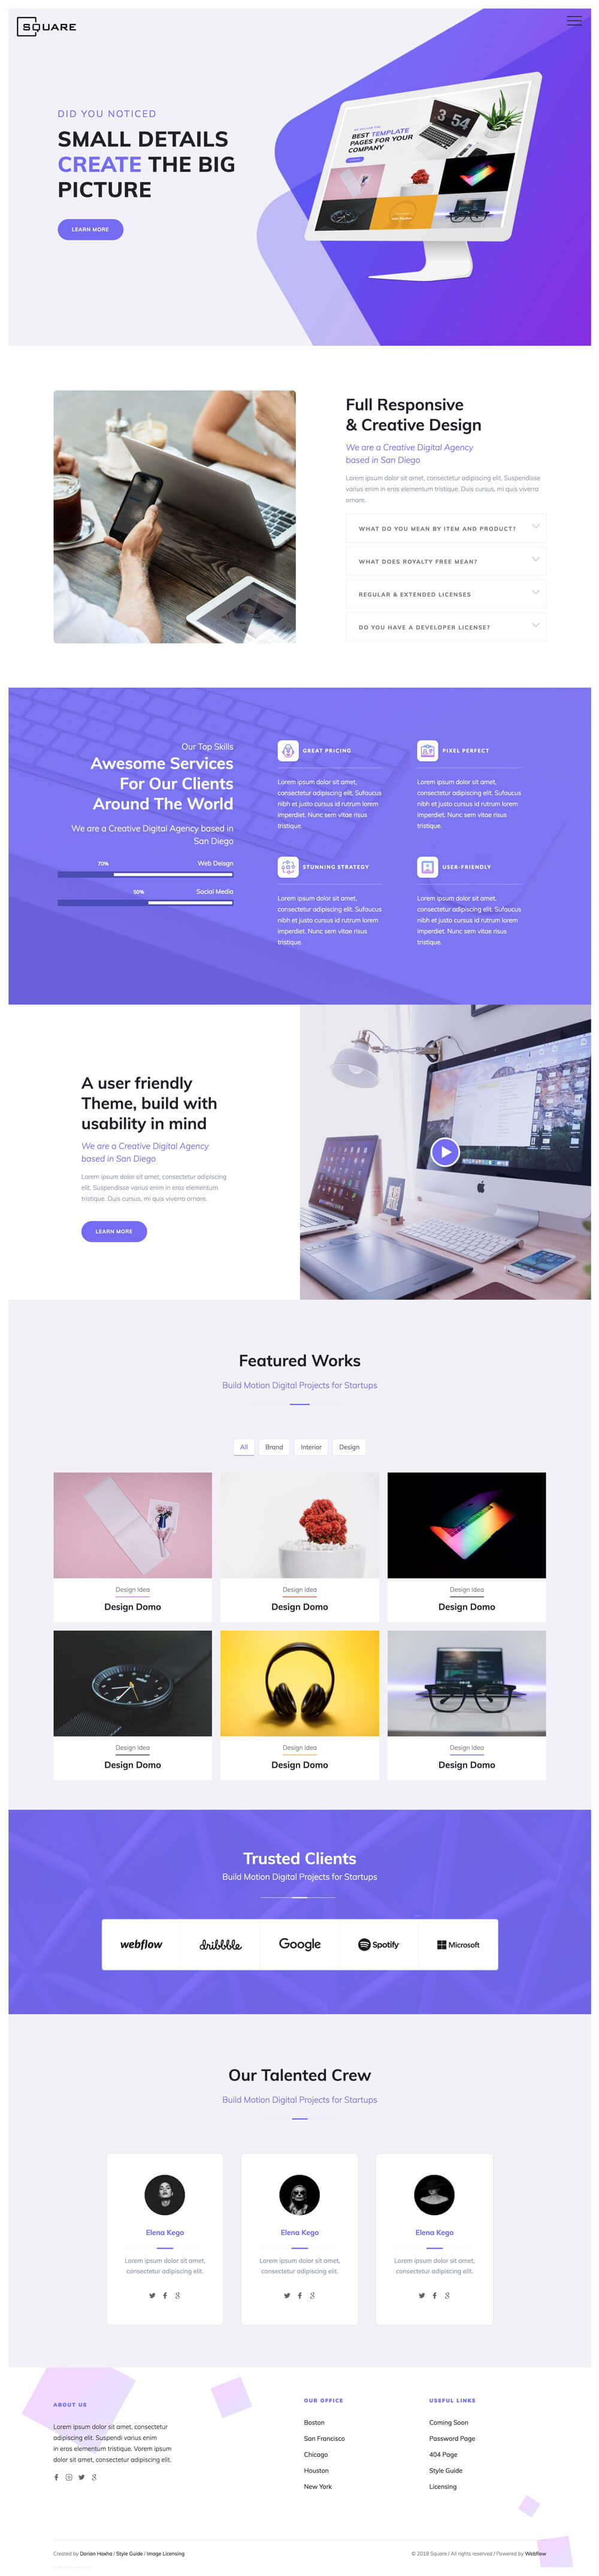 SQUARE
DID YOU NOTICED
SMALL DETAILS
CREATE THE BIG
PICTURE
LEARN MORE
3 54
BEST TEMPLATE
PAGES FOR YOUR
COMPANY
Full Responsive
& Creative Design
We are a Creative Digital Agency
based in San Diego
Lorem ipsum dolor sit amet, consectetur adipiscing elit. Suspendisse
varius enim in eros elementum tristique. Duis cursus, mi quis viverra
ornare.
WHAT DO YOU MEAN BY ITEM AND PRODUCT?
WHAT DOES ROYALTY FREE MEAN?
REGULAR & EXTENDED LICENSES
DO YOU HAVE A DEVELOPER LICENSE?
Our Top Skills
Awesome Services
For Our Clients
Around The World
We are a Creative Digital Agency based in
San Diego
70% Web Deisgn
50% Social Media
GREAT PRICING
Lorem ipsum dolor sit amet,
consectetur adipiscing elit. Sufaucus
nibh et justo cursus id rutrum lorem
imperdiet. Nunc sem vitae risus
tristique.
PIXEL PERFECT
Lorem ipsum dolor sit amet,
consectetur adipiscing elit. Sufaucus
nibh et justo cursus id rutrum lorem
imperdiet. Nunc sem vitae risus
tristique.
STUNNING STRATEGY
Lorem ipsum dolor sit amet,
consectetur adipiscing elit. Sufaucus
nibh et justo cursus id rutrum lorem
imperdiet. Nunc sem vitae risus
tristique.
USER-FRIENDLY
Lorem ipsum dolor sit amet,
consectetur adipiscing elit. Sufaucus
nibh et justo cursus id rutrum lorem
imperdiet. Nunc sem vitae risus
tristique.
A user friendly
Theme, build with
usability in mind
We are a Creative Digital Agency
based in San Diego
Lorem ipsum dolor sit amet, consectetur adipiscing
elit. Suspendisse varius enim in eros elementum
tristique. Duis cursus, mi quis viverra ornare.
LEARN MORE
Featured Works
Build Motion Digital Projects for Startups
All Brand Interior Design
Design Idea
Design Domo
Design Idea
Design Domo
Design Idea
Design Domo
Design Idea
Design Domo
Design Idea
Design Domo
Design Idea
Design Domo
Trusted Clients
Build Motion Digital Projects for Startups
webflow dribbble Google Spotify Microsoft
Our Talented Crew
Build Motion Digital Projects for Startups
Elena Kego
Lorem ipsum dolor sit amet,
consectetur adipiscing elit.
Elena Kego
Lorem ipsum dolor sit amet,
consectetur adipiscing elit.
Elena Kego
Lorem ipsum dolor sit amet,
consectetur adipiscing elit.
ABOUT US
Lorem ipsum dolor sit amet, consectetur
adipiscing elit. Suspendi varius enim
in eros elementum tristique. Vorem ipsum
dolor sit amet, consectetur adipiscing elit.
OUR OFFICE
Boston
San Francisco
Chicago
Houston
New York
USEFUL LINKS
Coming Soon
Password Page
404 Page
Style Guide
Licensing
Created by Dorian Hoxha / Style Guide / Image Licensing
© 2019 Square / All rights reserved / Powered by Webflow